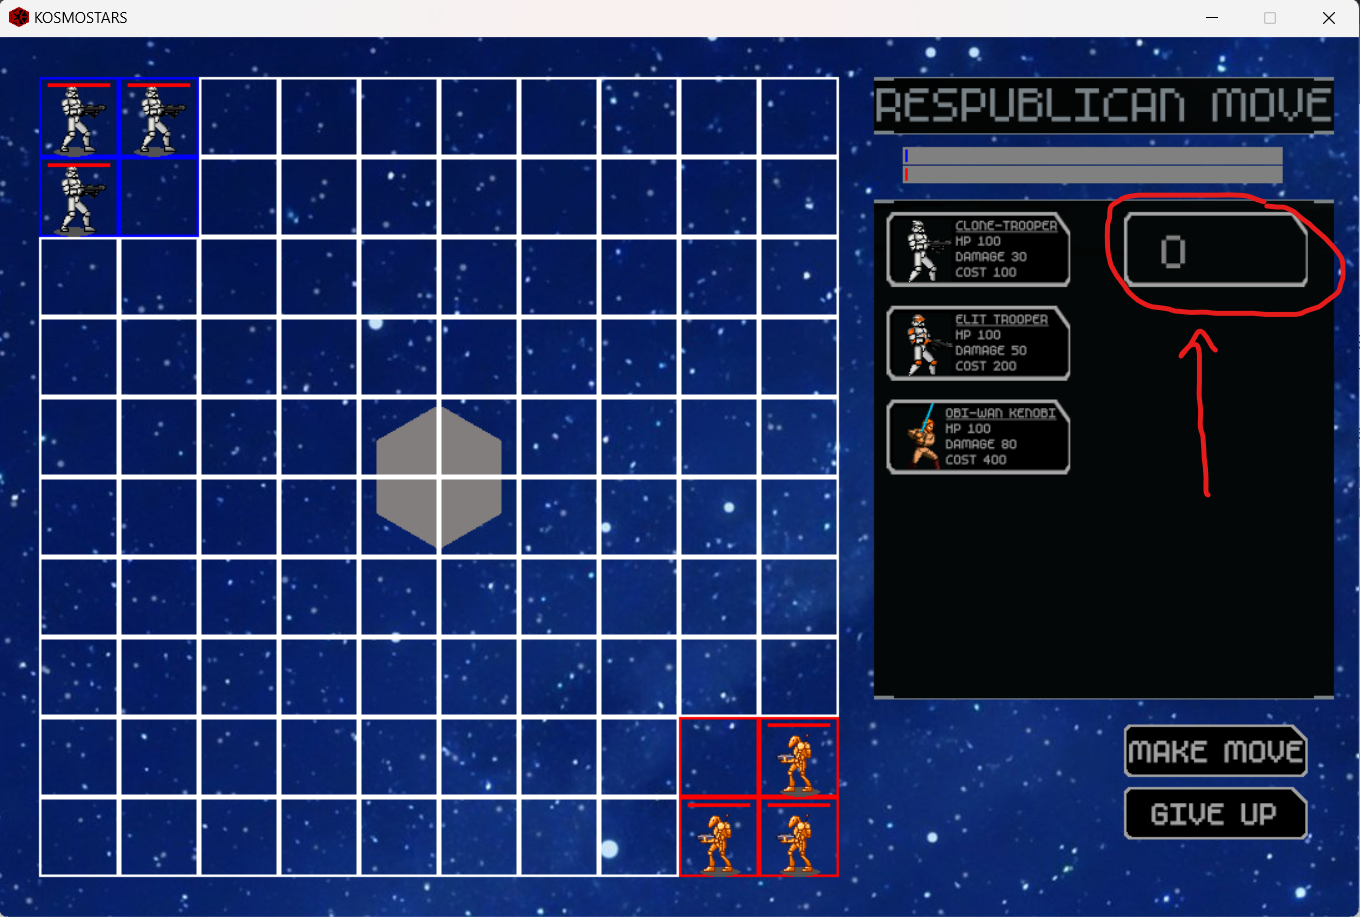 KOSMOSTARS
RESPUBLICAN MOVE
CLONE-TROOPER
HP 100
DAMAGE 30
COST 100
0
ELIT TROOPER
HP 100
DAMAGE 50
COST 200
OBI-WAN KENOBI
HP 100
DAMAGE 80
COST 400
MAKE MOVE
GIVE UP